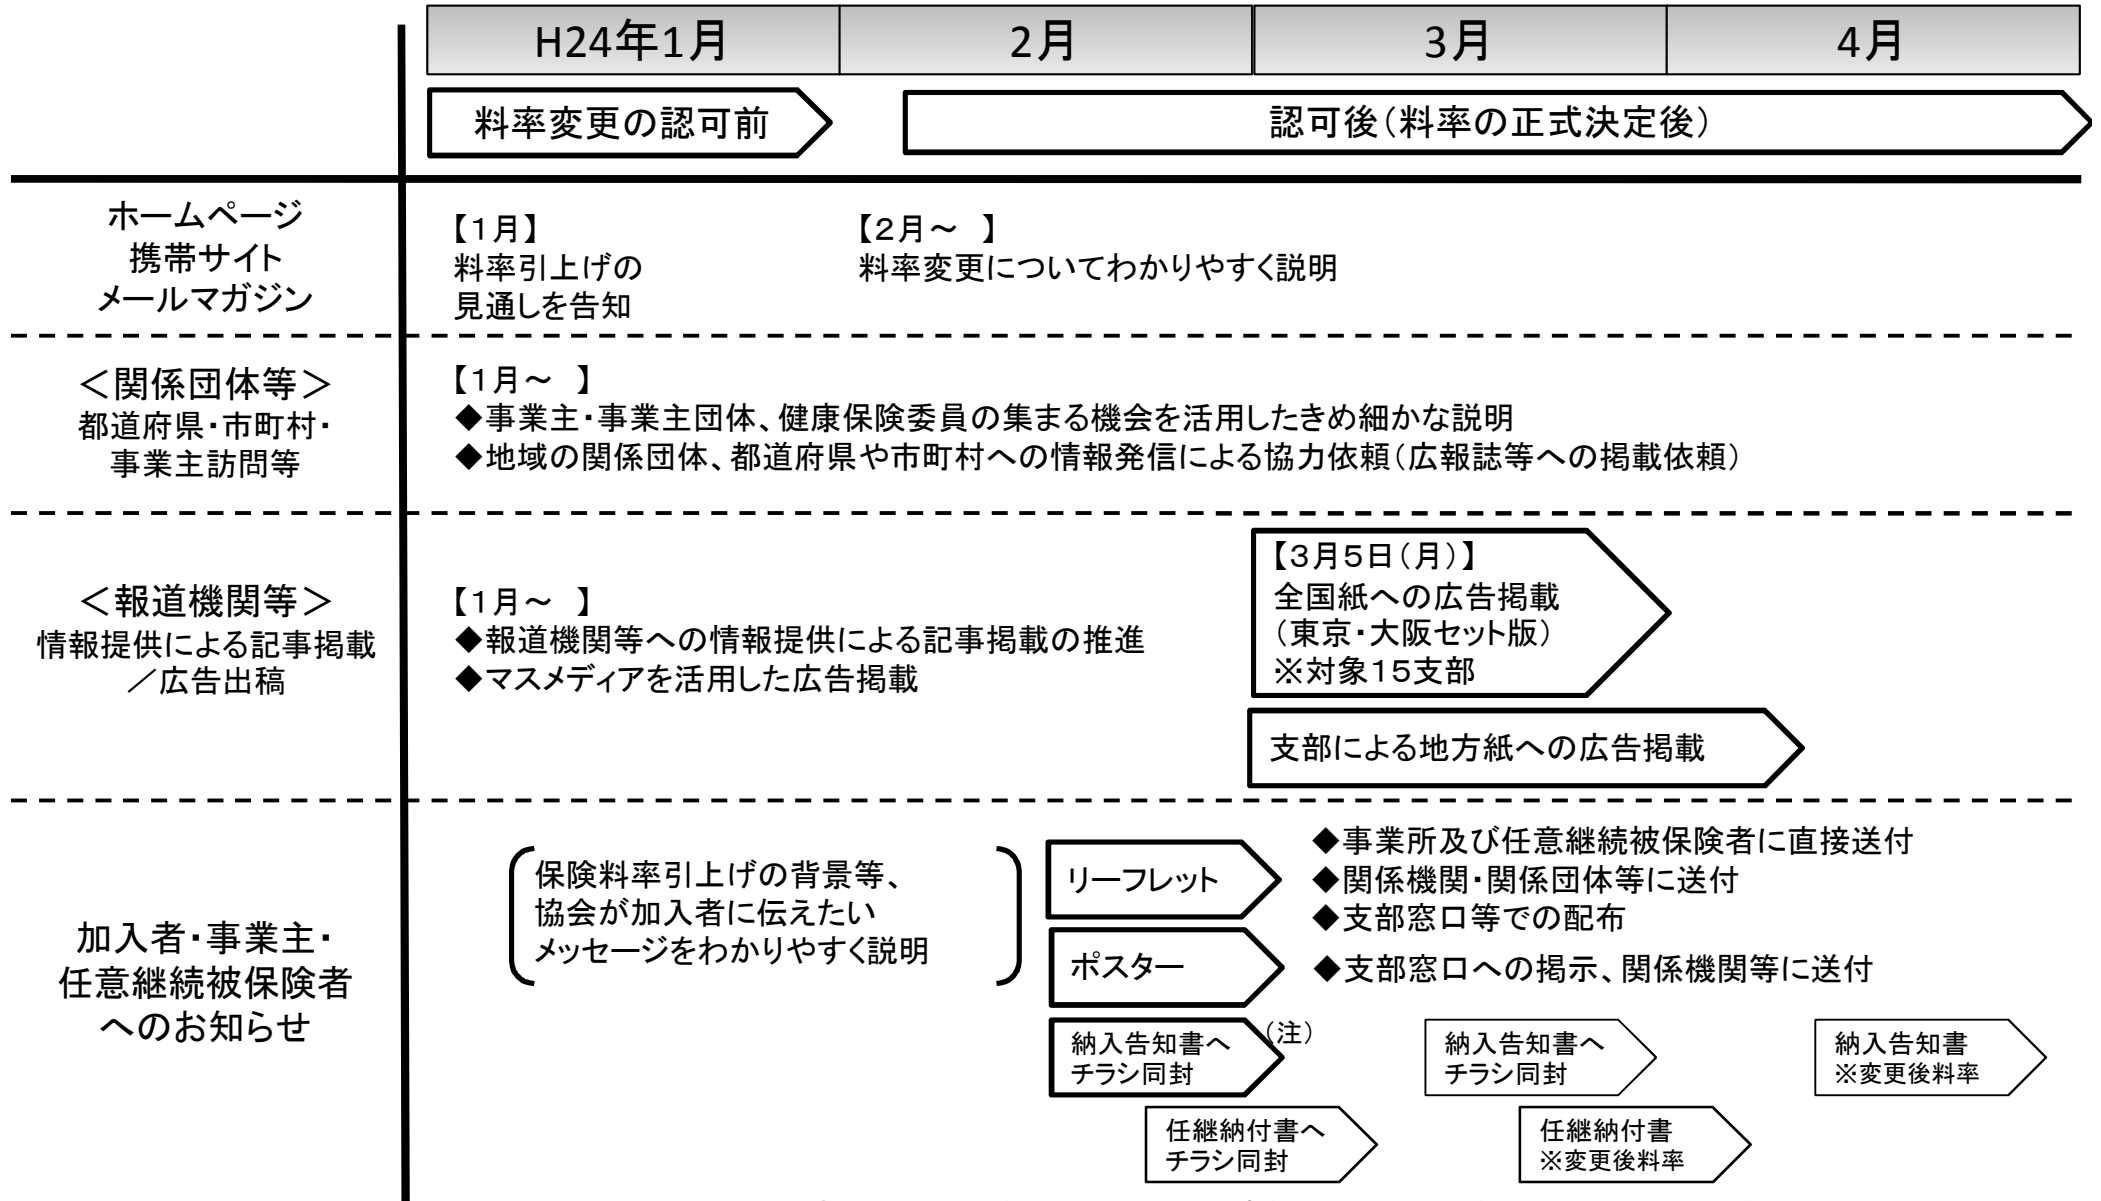 H24年1月 2月 3月 4月
料率変更の認可前
認可後（料率の正式決定後）
ホームページ
携帯サイト
メールマガジン
【１月】
料率引上げの
見通しを告知
【２月～　】
料率変更についてわかりやすく説明
＜関係団体等＞
都道府県・市町村・
事業主訪問等
【１月～　】
◆事業主・事業主団体、健康保険委員の集まる機会を活用したきめ細かな説明
◆地域の関係団体、都道府県や市町村への情報発信による協力依頼（広報誌等への掲載依頼）
＜報道機関等＞
情報提供による記事掲載
／広告出稿
【１月～　】
◆報道機関等への情報提供による記事掲載の推進
◆マスメディアを活用した広告掲載
【３月５日（月）】
全国紙への広告掲載
（東京・大阪セット版）
※対象１５支部
支部による地方紙への広告掲載
加入者・事業主・
任意継続被保険者
へのお知らせ
保険料率引上げの背景等、
協会が加入者に伝えたい
メッセージをわかりやすく説明
リーフレット
◆事業所及び任意継続被保険者に直接送付
◆関係機関・関係団体等に送付
◆支部窓口等での配布
ポスター
◆支部窓口への掲示、関係機関等に送付
納入告知書へ
チラシ同封
（注）
納入告知書へ
チラシ同封
納入告知書
※変更後料率
任継納付書へ
チラシ同封
任継納付書
※変更後料率